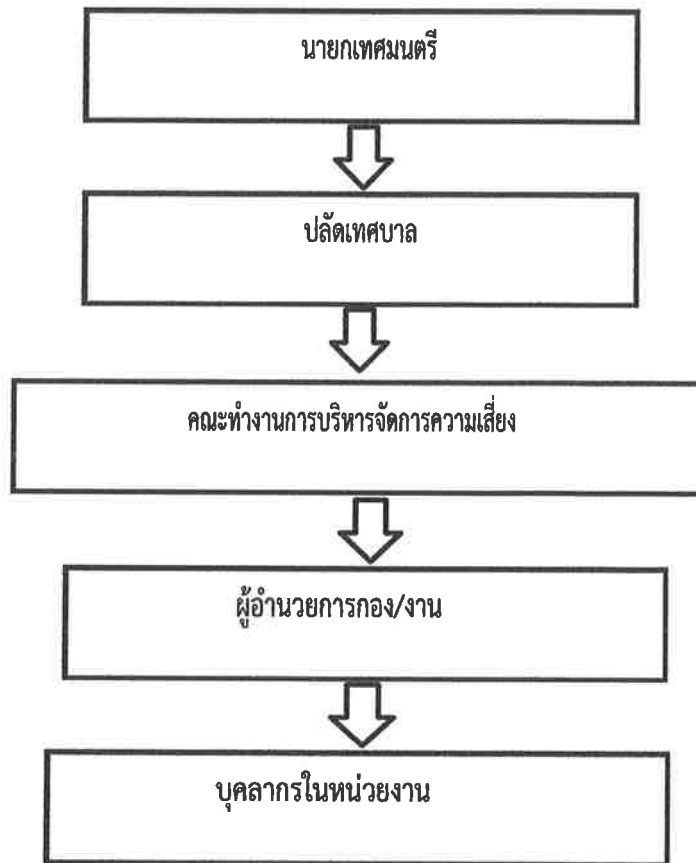 นายกเทศมนตรี
ปลัดเทศบาล
คณะทำงานการบริหารจัดการความเสี่ยง
ผู้อำนวยการกอง/งาน
บุคลากรในหน่วยงาน